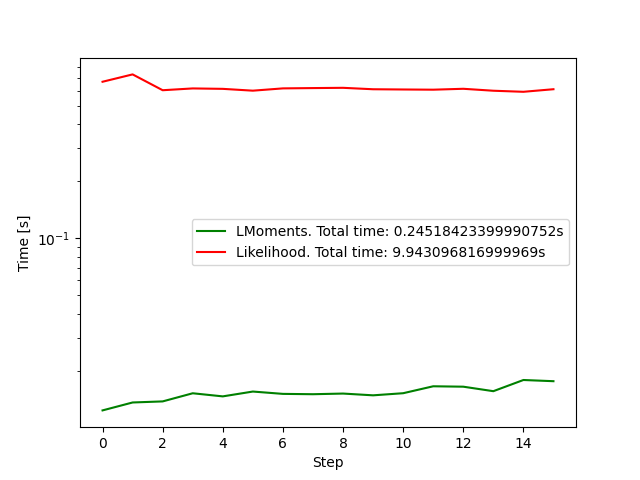 Time [s]
10⁻¹
LMoments. Total time: 0.24518423399990752s
Likelihood. Total time: 9.943096816999969s
0 2 4 6 8 10 12 14
Step